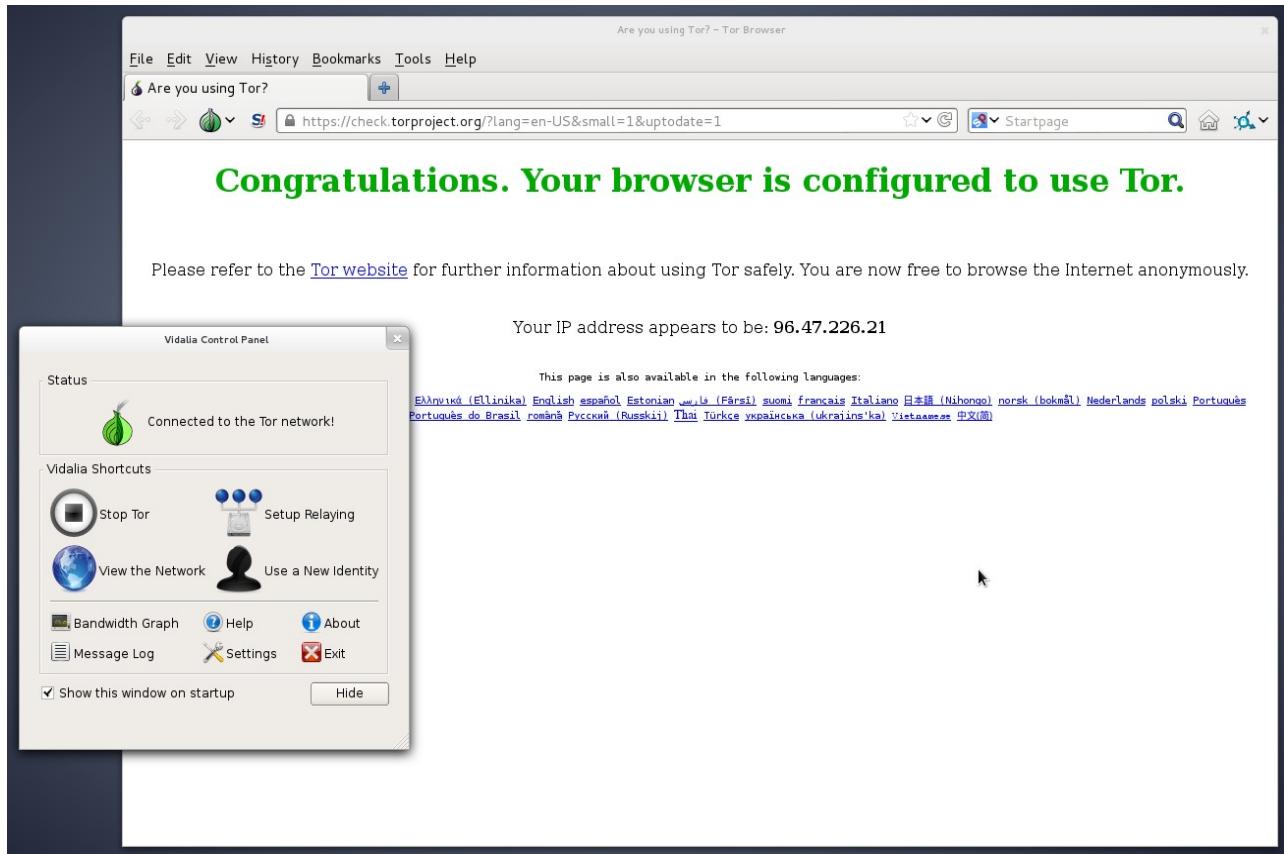 Are you using Tor? - Tor Browser
File Edit View History Bookmarks Tools Help
Are you using Tor?
https://check.torproject.org/?lang=en-US&small=1&uptodate=1
Startpage
Congratulations. Your browser is configured to use Tor.
Please refer to the Tor website for further information about using Tor safely. You are now free to browse the Internet anonymously.
Your IP address appears to be: 96.47.226.21
This page is also available in the following languages:
Ελληνικά (Ellinika) English español Estonian فارسی (Fārsī) suomi français Italiano 日本語 (Nihongo) norsk (bokmål) Nederlands polski Português
Português do Brasil română Русский (Russkij) Thai Türkçe українська (ukrajins'ka) Vietnamese 中文(简)
Vidalia Control Panel
Status
Connected to the Tor network!
Vidalia Shortcuts
Stop Tor
Setup Relaying
View the Network
Use a New Identity
Bandwidth Graph
Help
About
Message Log
Settings
Exit
Show this window on startup
Hide